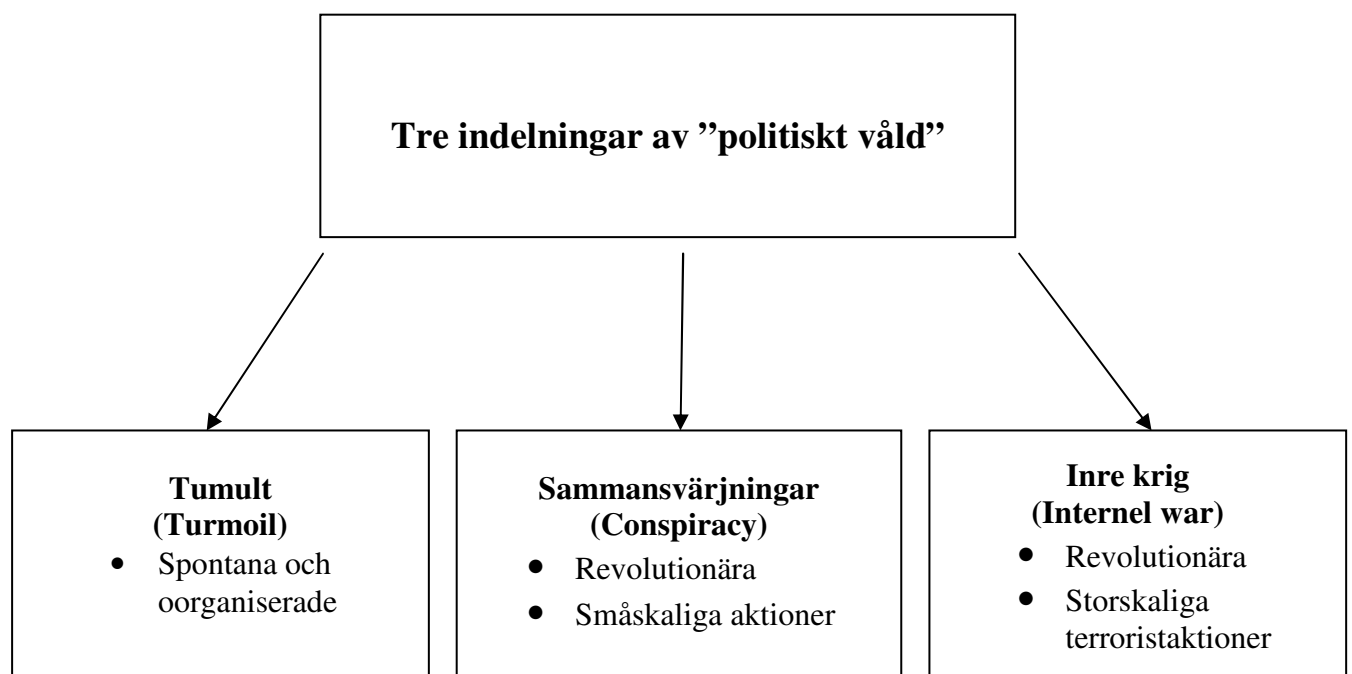 Tre indelningar av ”politiskt våld”
Tumult
(Turmoil)
• Spontana och
oorganiserade
Sammansvärjningar
(Conspiracy)
• Revolutionära
• Småskaliga aktioner
Inre krig
(Internel war)
• Revolutionära
• Storskaliga
terroristaktioner